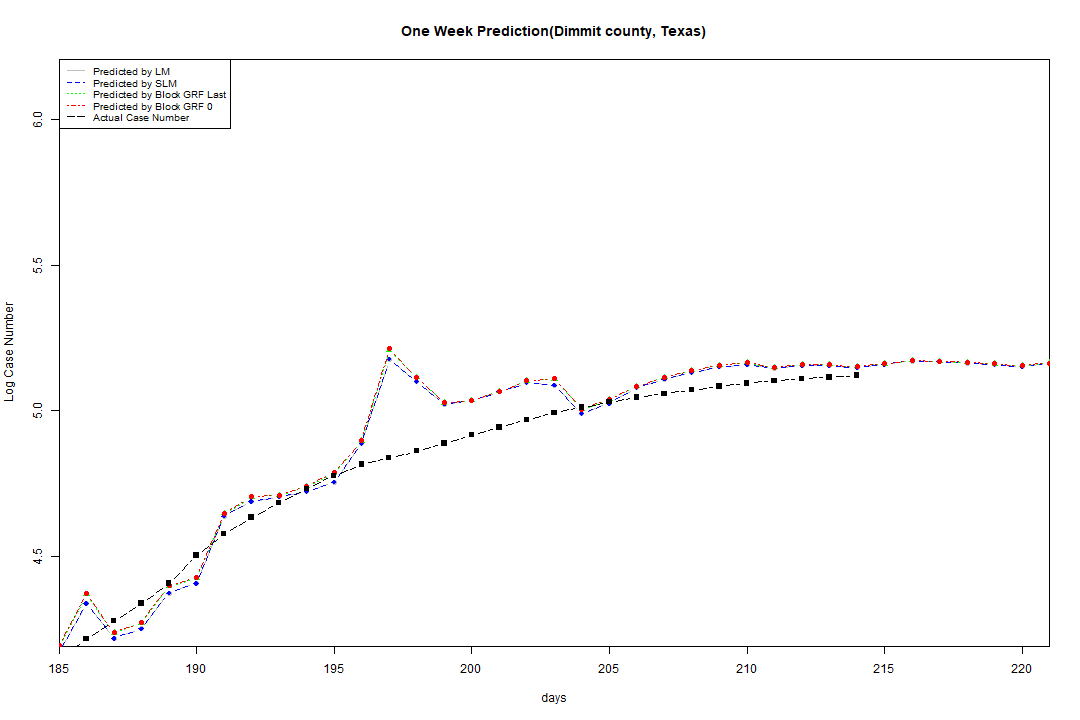 One Week Prediction(Dimmit county, Texas)
Predicted by LM
Predicted by SLM
Predicted by Block GRF Last
Predicted by Block GRF 0
Actual Case Number
6.0
5.5
5.0
4.5
Log Case Number
185 190 195 200 205 210 215 220
days